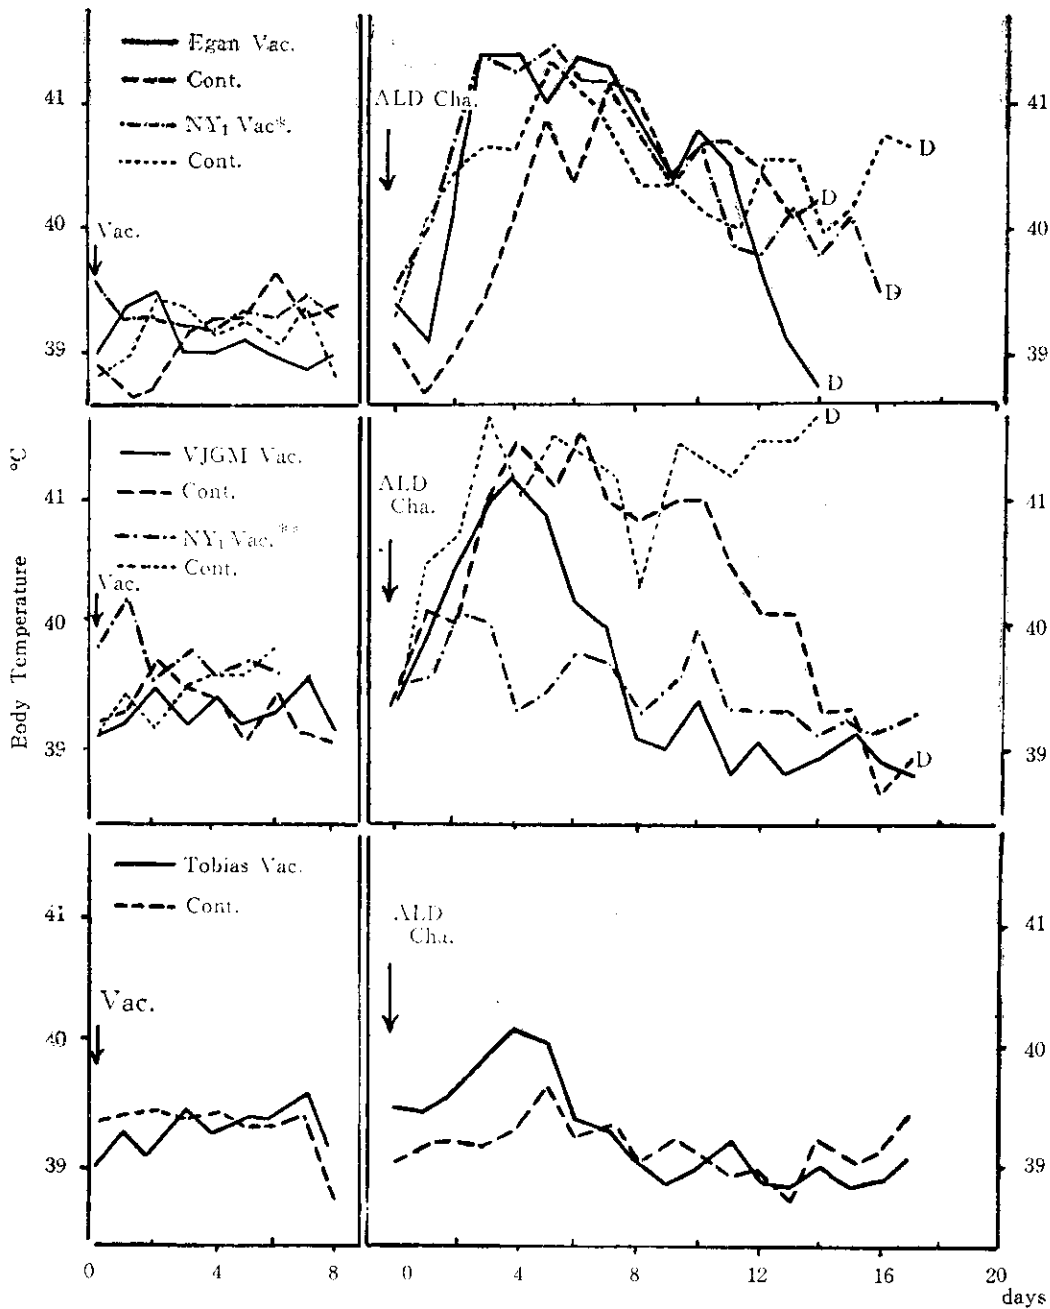 Egan Vac.
Cont.
NY₁ Vac*.
Cont.
41
40
39
Vac.
ALD Cha.
D
D
D
D
41
40
39
VJGM Vac.
Cont.
NY₁ Vac.**
Cont.
41
40
39
Vac.
ALD
Cha.
D
D
41
40
39
Tobias Vac.
Cont.
41
40
39
Vac.
ALD
Cha.
41
40
39
Body Temperature °C
0 4 8 0 4 8 12 16 20
days